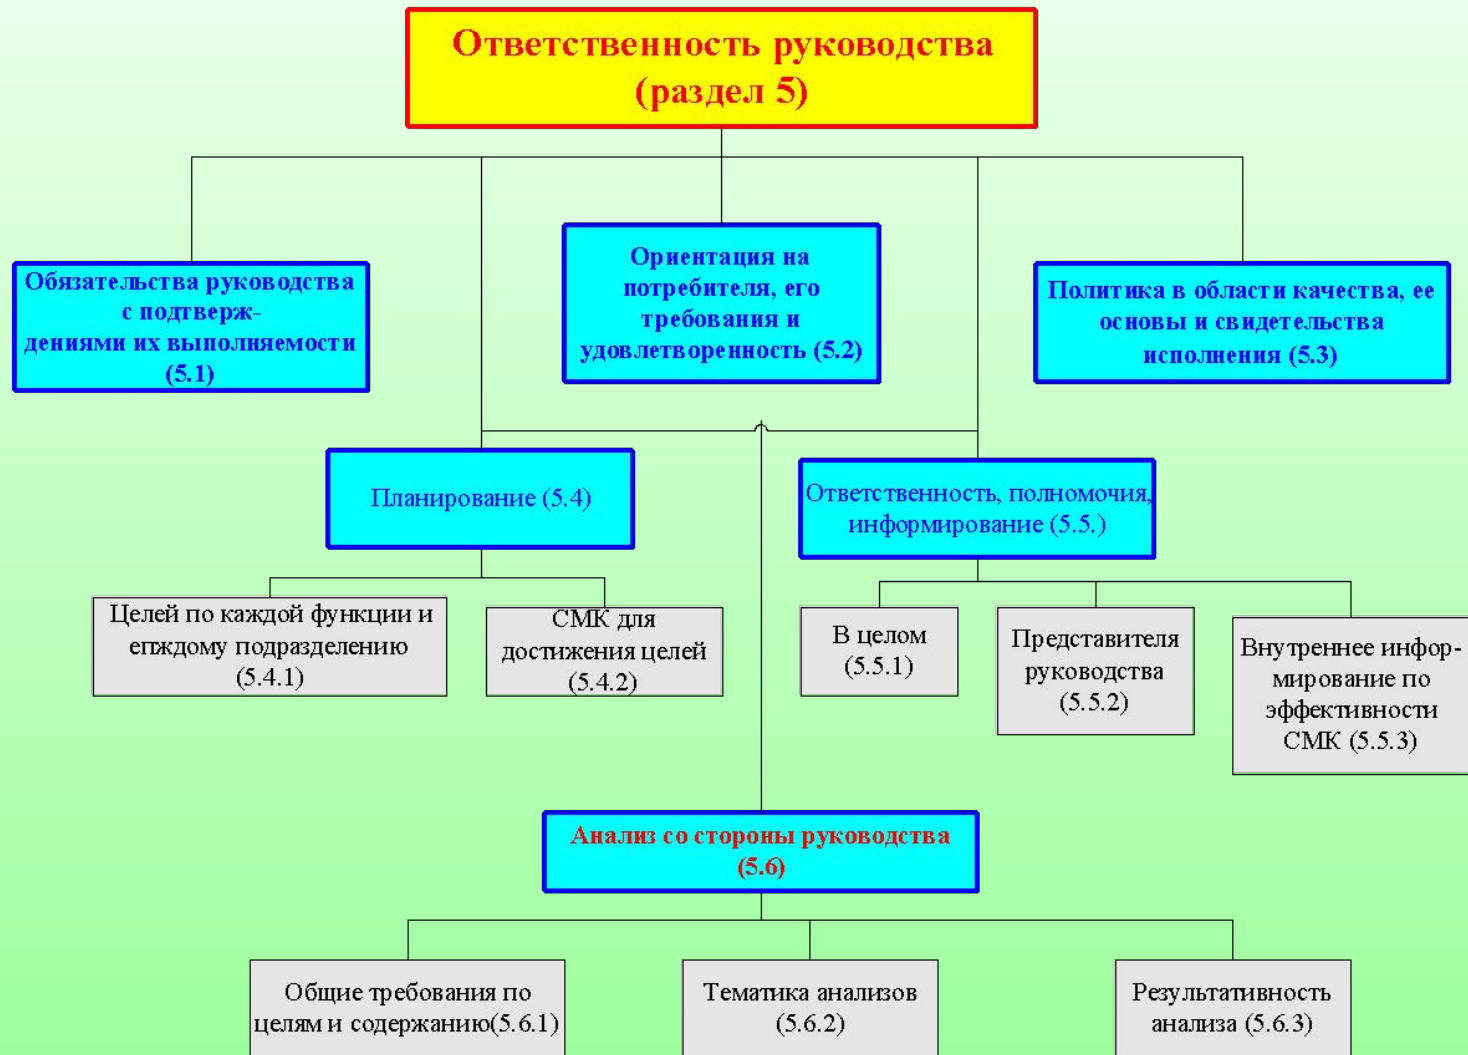 Ответственность руководства
(раздел 5)
Обязательства руководства
с подтверж-
дениями их выполняемости
(5.1)
Ориентация на
потребителя, его
требования и
удовлетворенность (5.2)
Политика в области качества, ее
основы и свидетельства
исполнения (5.3)
Планирование (5.4)
Ответственность, полномочия,
информирование (5.5.)
Целей по каждой функции и
епждому подразделению
(5.4.1)
СМК для
достижения целей
(5.4.2)
В целом
(5.5.1)
Представителя
руководства
(5.5.2)
Внутреннее инфор-
мирование по
эффективности
СМК (5.5.3)
Анализ со стороны руководства
(5.6)
Общие требования по
целям и содержанию(5.6.1)
Тематика анализов
(5.6.2)
Результативность
анализа (5.6.3)